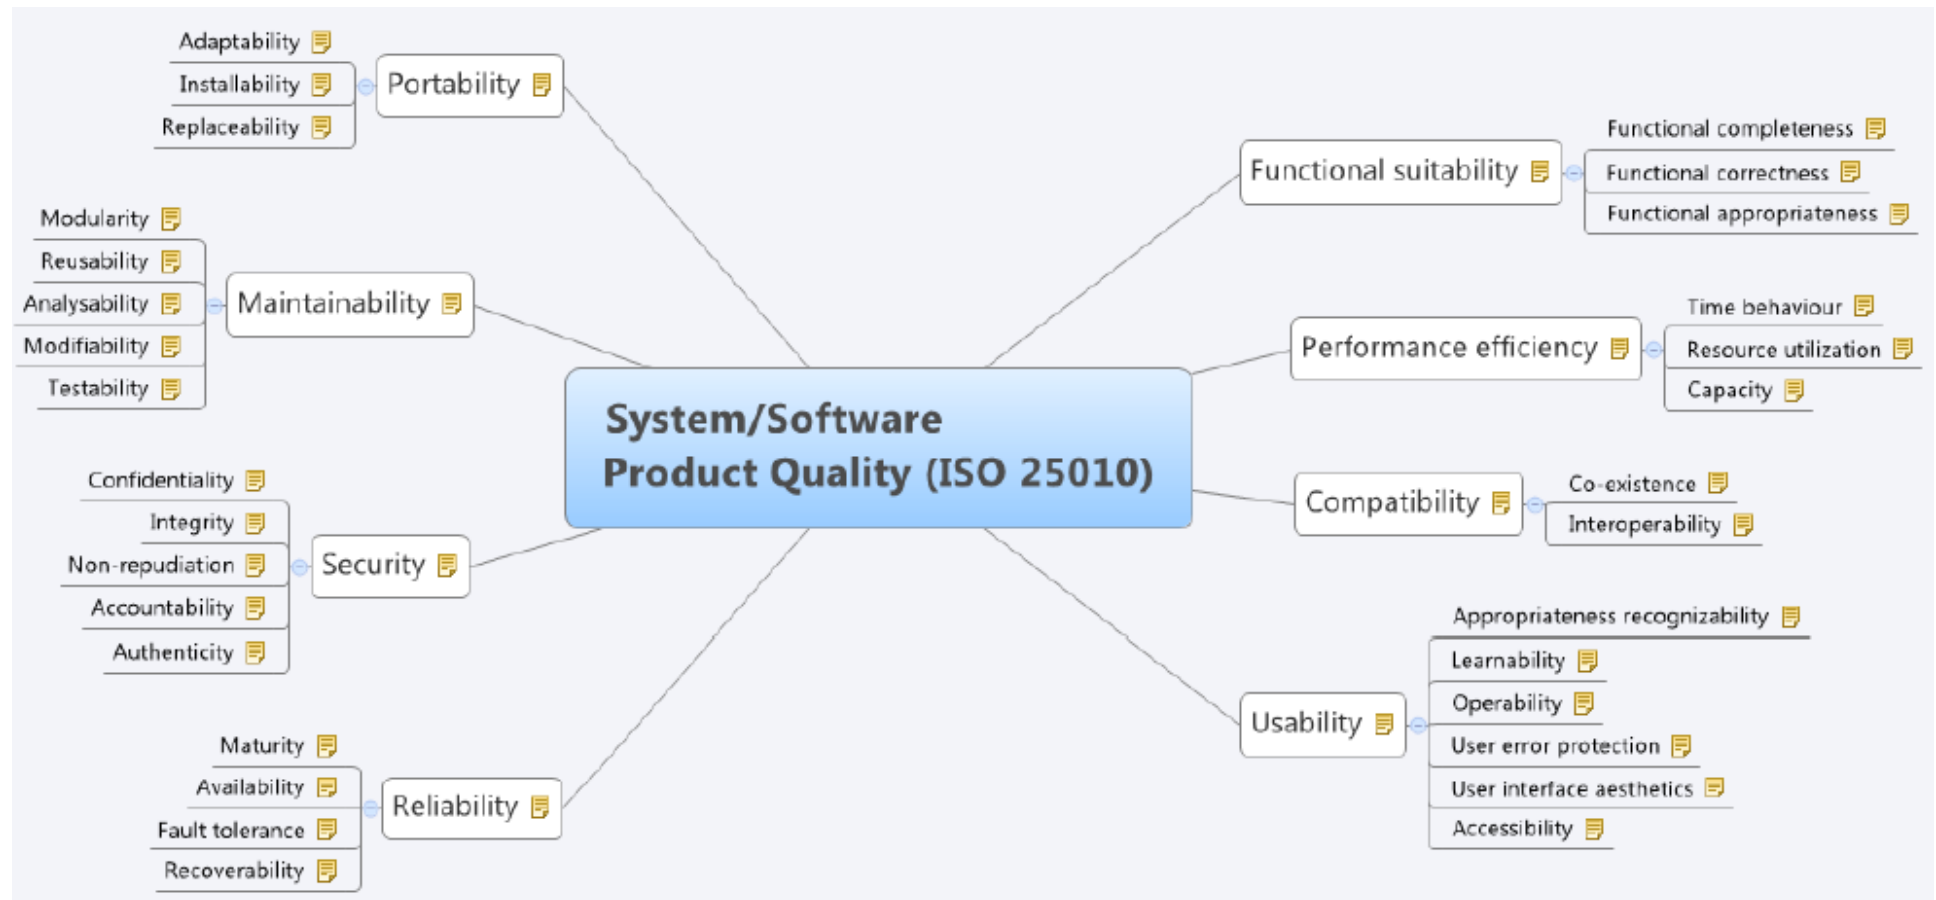 System/Software
Product Quality (ISO 25010)
Portability
Adaptability
Installability
Replaceability
Maintainability
Modularity
Reusability
Analysability
Modifiability
Testability
Security
Confidentiality
Integrity
Non-repudiation
Accountability
Authenticity
Reliability
Maturity
Availability
Fault tolerance
Recoverability
Functional suitability
Functional completeness
Functional correctness
Functional appropriateness
Performance efficiency
Time behaviour
Resource utilization
Capacity
Compatibility
Co-existence
Interoperability
Usability
Appropriateness recognizability
Learnability
Operability
User error protection
User interface aesthetics
Accessibility